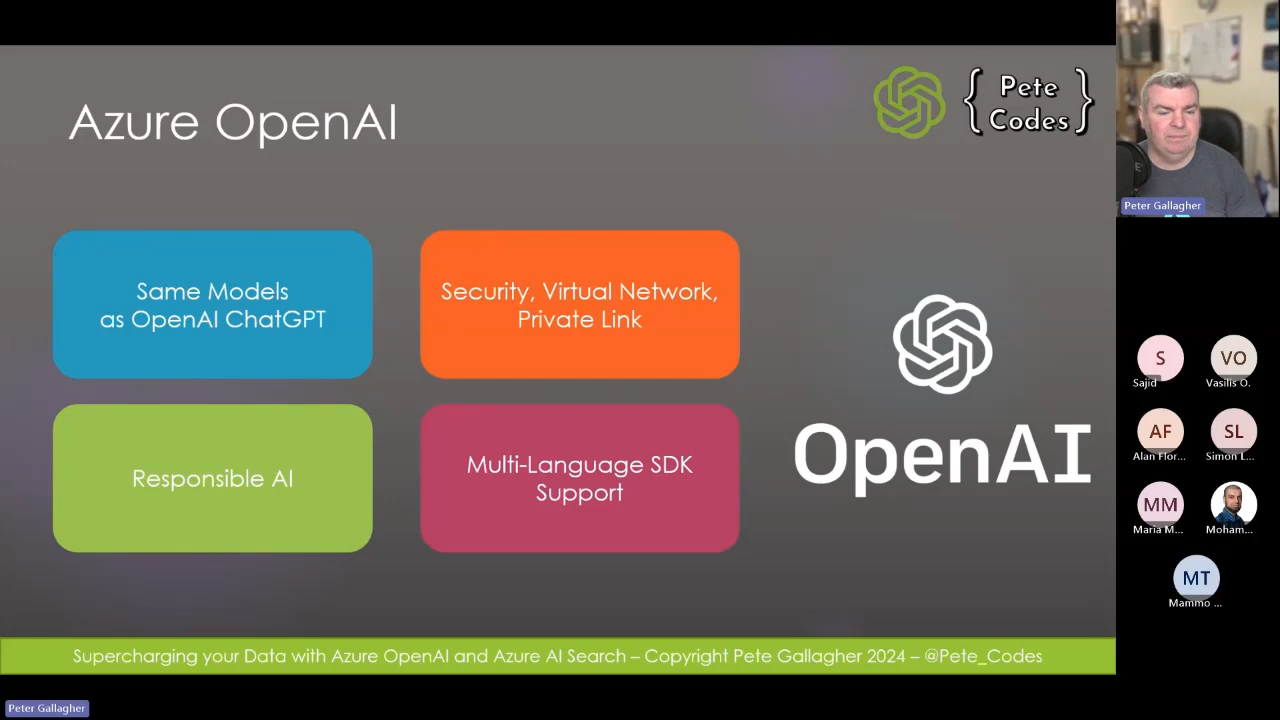 Azure OpenAI
{ Pete
Codes }
Same Models
as OpenAI ChatGPT
Security, Virtual Network,
Private Link
Responsible AI
Multi-Language SDK
Support
OpenAI
Supercharging your Data with Azure OpenAI and Azure AI Search – Copyright Pete Gallagher 2024 – @Pete_Codes
Peter Gallagher
S
Sajid
VO
Vasilis O.
AF
Alan Flor...
SL
Simon L...
MM
Maria M...
Moham...
MT
Mammo ...
Peter Gallagher